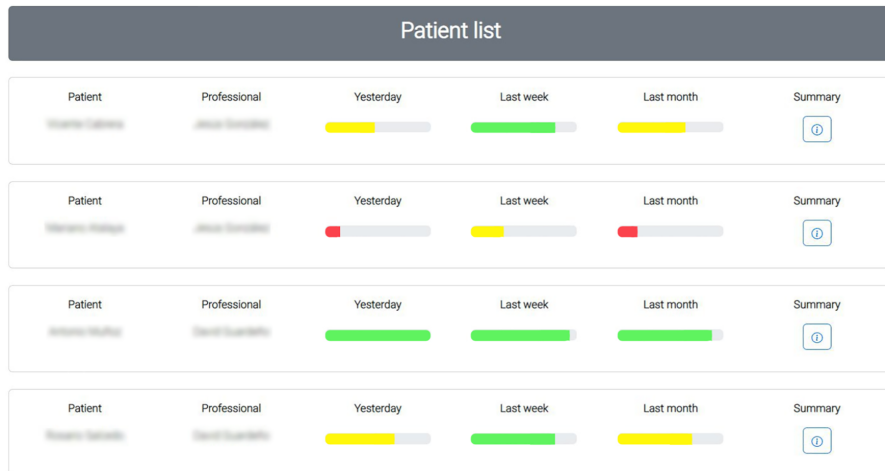 Patient list
Patient Professional Yesterday Last week Last month Summary
Patient Professional Yesterday Last week Last month Summary
Patient Professional Yesterday Last week Last month Summary
Patient Professional Yesterday Last week Last month Summary